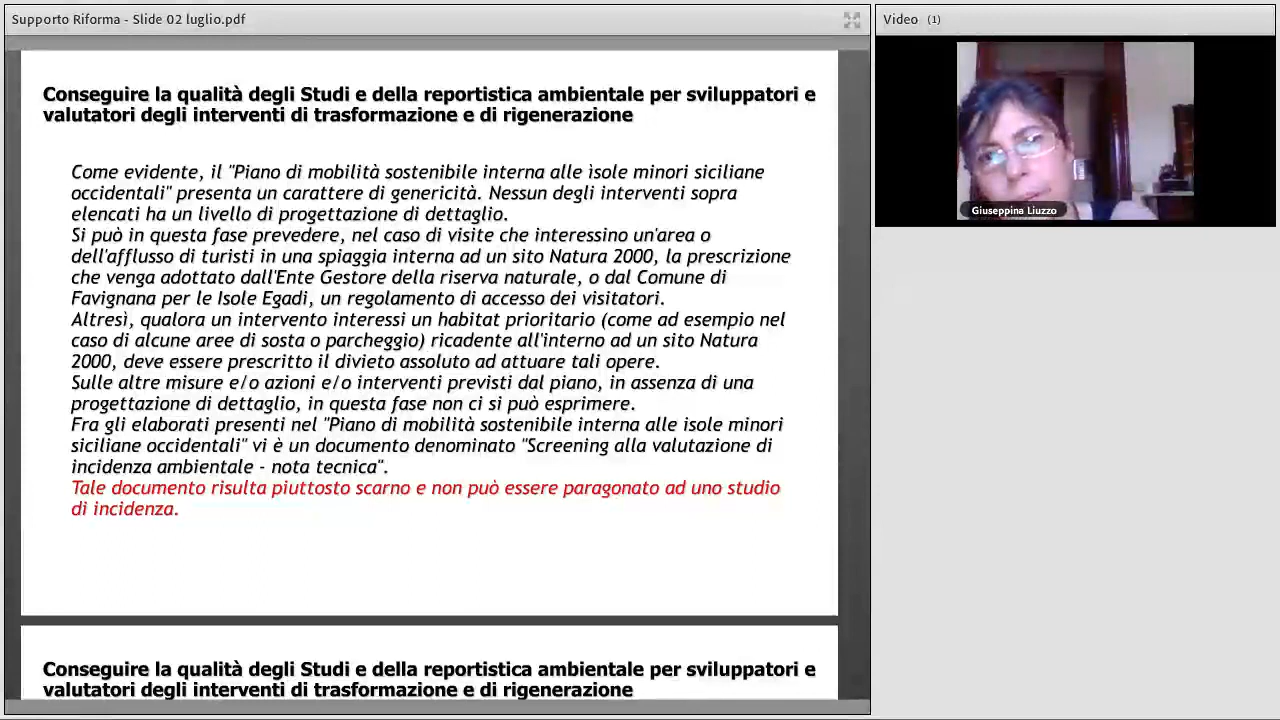 Supporto Riforma - Slide 02 luglio.pdf
Conseguire la qualità degli Studi e della reportistica ambientale per sviluppatori e
valutatori degli interventi di trasformazione e di rigenerazione
Come evidente, il "Piano di mobilità sostenibile interna alle isole minori siciliane
occidentali" presenta un carattere di genericità. Nessun degli interventi sopra
elencati ha un livello di progettazione di dettaglio.
Si può in questa fase prevedere, nel caso di visite che interessino un'area o
dell'afflusso di turisti in una spiaggia interna ad un sito Natura 2000, la prescrizione
che venga adottato dall'Ente Gestore della riserva naturale, o dal Comune di
Favignana per le Isole Egadi, un regolamento di accesso dei visitatori.
Altresì, qualora un intervento interessi un habitat prioritario (come ad esempio nel
caso di alcune aree di sosta o parcheggio) ricadente all'interno ad un sito Natura
2000, deve essere prescritto il divieto assoluto ad attuare tali opere.
Sulle altre misure e/o azioni e/o interventi previsti dal piano, in assenza di una
progettazione di dettaglio, in questa fase non ci si può esprimere.
Fra gli elaborati presenti nel "Piano di mobilità sostenibile interna alle isole minori
siciliane occidentali" vi è un documento denominato "Screening alla valutazione di
incidenza ambientale - nota tecnica".
Tale documento risulta piuttosto scarno e non può essere paragonato ad uno studio
di incidenza.
Conseguire la qualità degli Studi e della reportistica ambientale per sviluppatori e
valutatori degli interventi di trasformazione e di rigenerazione
Video (1)
Giuseppina Liuzzo